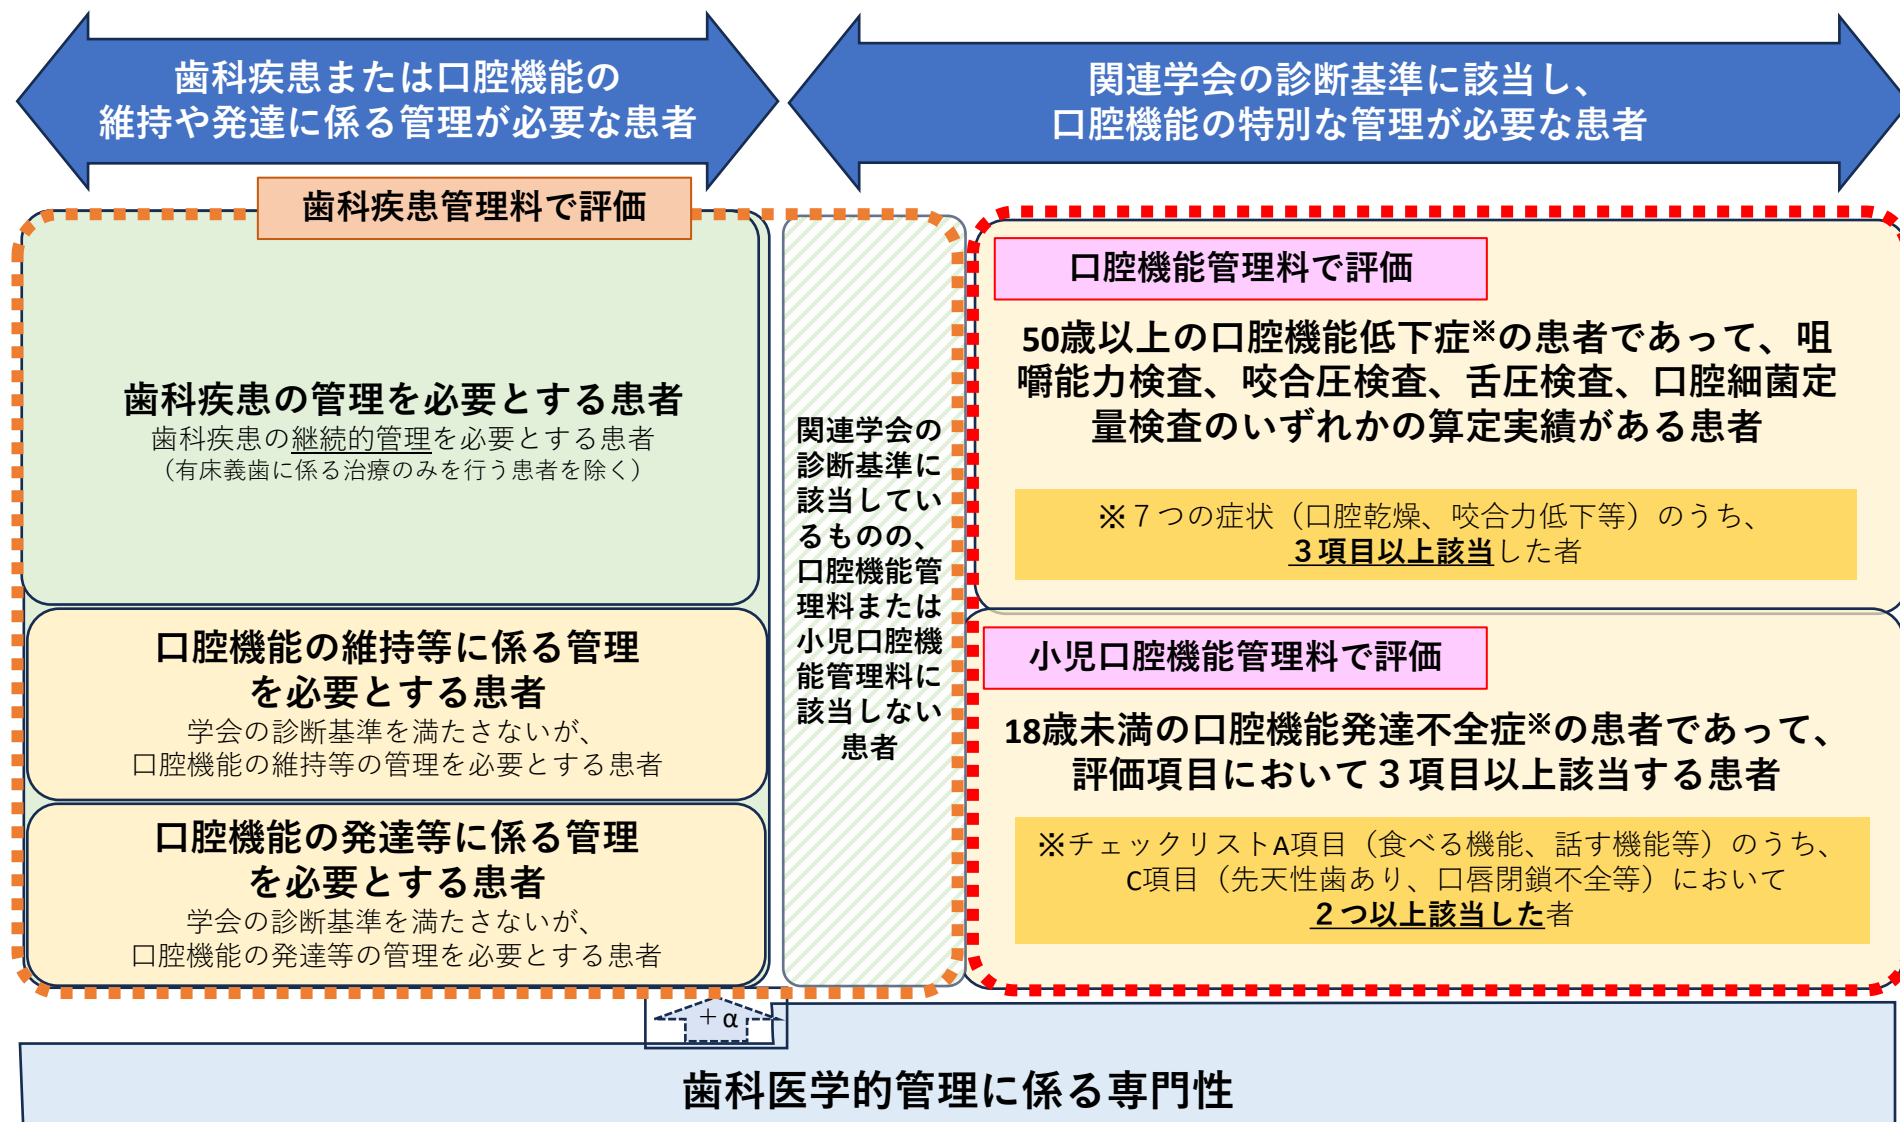 歯科疾患または口腔機能の
維持や発達に係る管理が必要な患者
関連学会の診断基準に該当し、
口腔機能の特別な管理が必要な患者
歯科疾患管理料で評価
歯科疾患の管理を必要とする患者
歯科疾患の継続的管理を必要とする患者
（有床義歯に係る治療のみを行う患者を除く）
口腔機能の維持等に係る管理
を必要とする患者
学会の診断基準を満たさないが、
口腔機能の維持等の管理を必要とする患者
口腔機能の発達等に係る管理
を必要とする患者
学会の診断基準を満たさないが、
口腔機能の発達等の管理を必要とする患者
関連学会の
診断基準に
該当してい
るものの、
口腔機能管
理料または
小児口腔機
能管理料に
該当しない
患者
口腔機能管理料で評価
50歳以上の口腔機能低下症※の患者であって、咀
嚼能力検査、咬合圧検査、舌圧検査、口腔細菌定
量検査のいずれかの算定実績がある患者
※７つの症状（口腔乾燥、咬合力低下等）のうち、
３項目以上該当した者
小児口腔機能管理料で評価
18歳未満の口腔機能発達不全症※の患者であって、
評価項目において３項目以上該当する患者
※チェックリストA項目（食べる機能、話す機能等）のうち、
C項目（先天性歯あり、口唇閉鎖不全等）において
２つ以上該当した者
＋α
歯科医学的管理に係る専門性